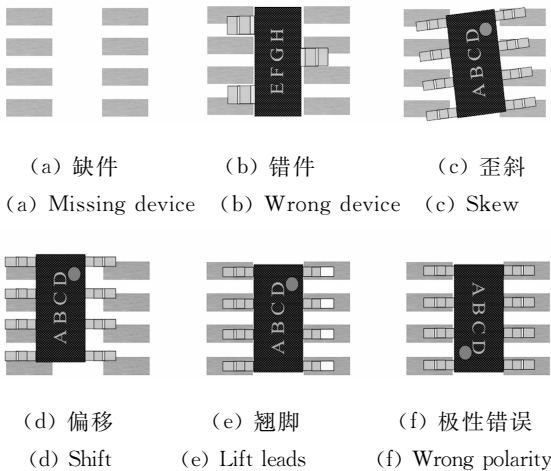 EFGH
ABCD
(a) 缺件
(b) 错件
(c) 歪斜
(a) Missing device
(b) Wrong device
(c) Skew
ABCD
ABCD
ABCD
(d) 偏移
(e) 翘脚
(f) 极性错误
(d) Shift
(e) Lift leads
(f) Wrong polarity